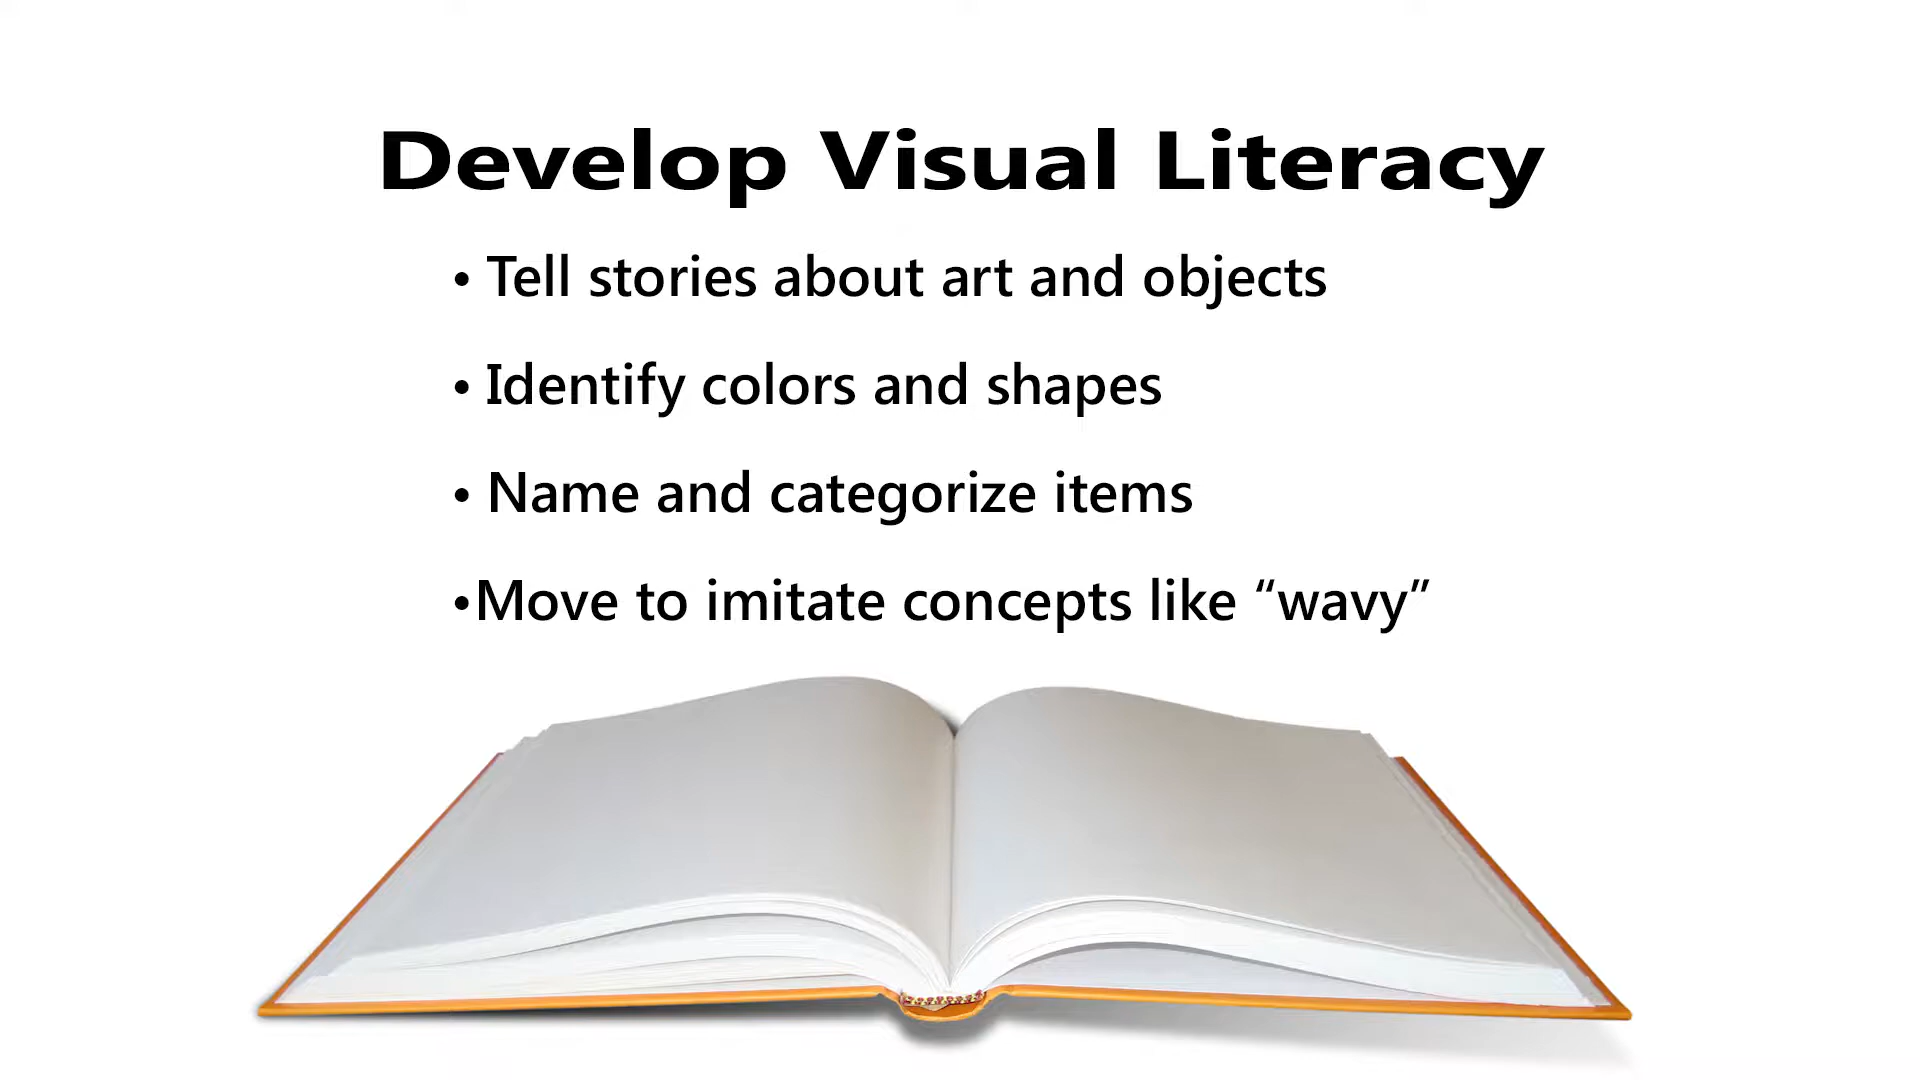 Develop Visual Literacy
• Tell stories about art and objects
• Identify colors and shapes
• Name and categorize items
•Move to imitate concepts like “wavy”